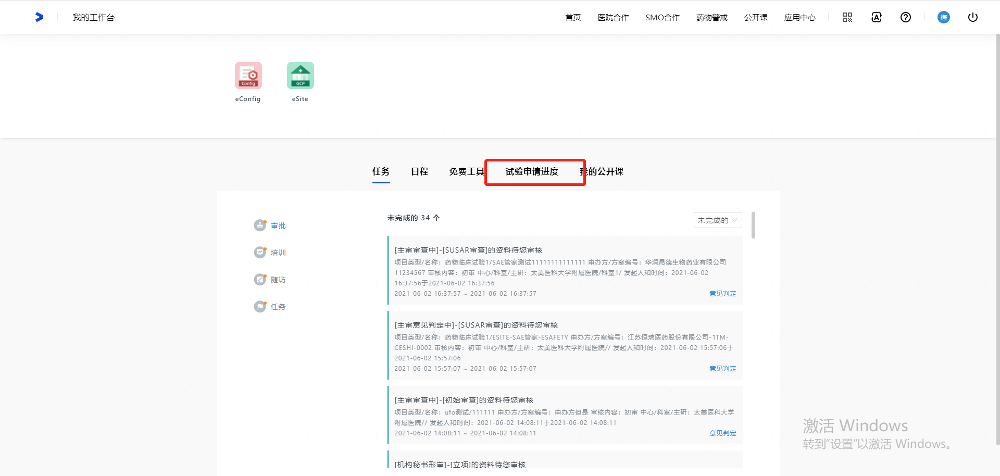 我的工作台
首页 医院合作 SMO合作 药物警戒 公开课 应用中心 A ? 梅
Config GCP
eConfig eSite
任务 日程 免费工具 试验申请进度 我的公开课
审批
培训
随访
任务
未完成的 34 个 未完成的
[主审审查中]-[SUSAR审查]的资料待您审核
项目类型/名称：药物临床试验1/SAE管家测试11111111111111 申办方/方案编号：华润昂德生物药业有限公司
11234567 审核内容：初审 中心/科室/主研：太美医科大学附属医院/科室1/ 发起人和时间：2021-06-02
16:37:56于2021-06-02 16:37:56
2021-06-02 16:37:57 ~ 2021-06-02 16:37:57 意见判定
[主审意见判定中]-[SUSAR审查]的资料待您审核
项目类型/名称：药物临床试验1/ESITE-SAE管家-ESAFETY 申办方/方案编号：江苏恒瑞医药股份有限公司-1TM-
CESHI-0002 审核内容：初审 中心/科室/主研：太美医科大学附属医院// 发起人和时间：2021-06-02 15:57:06于
2021-06-02 15:57:06
2021-06-02 15:57:07 ~ 2021-06-02 15:57:07 意见判定
[主审审查中]-[初始审查]的资料待您审核
项目类型/名称：ufo测试/111111 申办方/方案编号：申办方但是 审核内容：初审 中心/科室/主研：太美医科大学
附属医院// 发起人和时间：2021-06-02 14:08:11于2021-06-02 14:08:11
2021-06-02 14:08:11 ~ 2021-06-02 14:08:11 意见判定
[机构秘书形审]-[立项]的资料待您审核
激活 Windows
转到“设置”以激活 Windows。